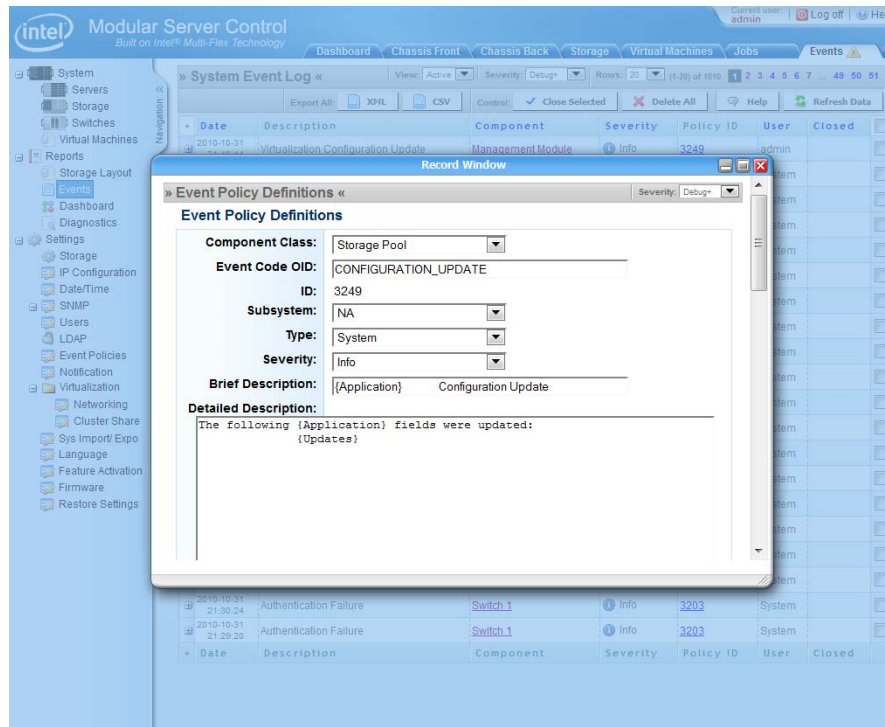 Current user:
admin
Log off
He
intel
Modular Server Control
Built on Intel® Multi-Flex Technology
Dashboard
Chassis Front
Chassis Back
Storage
Virtual Machines
Jobs
Events
System
Servers
Storage
Switches
Virtual Machines
Reports
Storage Layout
Events
Dashboard
Diagnostics
Settings
Storage
IP Configuration
Date/Time
SNMP
Users
LDAP
Event Policies
Notification
Virtualization
Networking
Cluster Share
Sys Import/ Expo
Language
Feature Activation
Firmware
Restore Settings
Navigation
» System Event Log «
View: Active
Severity: Debug+
Rows: 20
(1-20) of 1010 1 2 3 4 5 6 7 ... 49 50 51
Export All: XML CSV
Control: Close Selected Delete All Help Refresh Data
Date Description Component Severity Policy ID User Closed
2010-10-31 Virtualization Configuration Update Management Module Info 3249 admin
Record Window
» Event Policy Definitions «
Severity: Debug+
Event Policy Definitions
Component Class: Storage Pool
Event Code OID: CONFIGURATION_UPDATE
ID: 3249
Subsystem: NA
Type: System
Severity: Info
Brief Description: {Application} Configuration Update
Detailed Description:
The following {Application} fields were updated:
{Updates}
2010-10-31
21:30:24 Authentication Failure Switch 1 Info 3203 System
2010-10-31
21:29:20 Authentication Failure Switch 1 Info 3203 System
Date Description Component Severity Policy ID User Closed